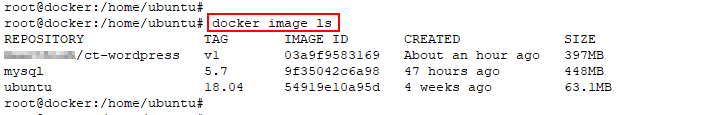 root@docker:/home/ubuntu#
root@docker:/home/ubuntu# docker image ls
REPOSITORY TAG IMAGE ID CREATED SIZE
/ct-wordpress v1 03a9f9583169 About an hour ago 397MB
mysql 5.7 9f35042c6a98 47 hours ago 448MB
ubuntu 18.04 54919e10a95d 4 weeks ago 63.1MB
root@docker:/home/ubuntu#